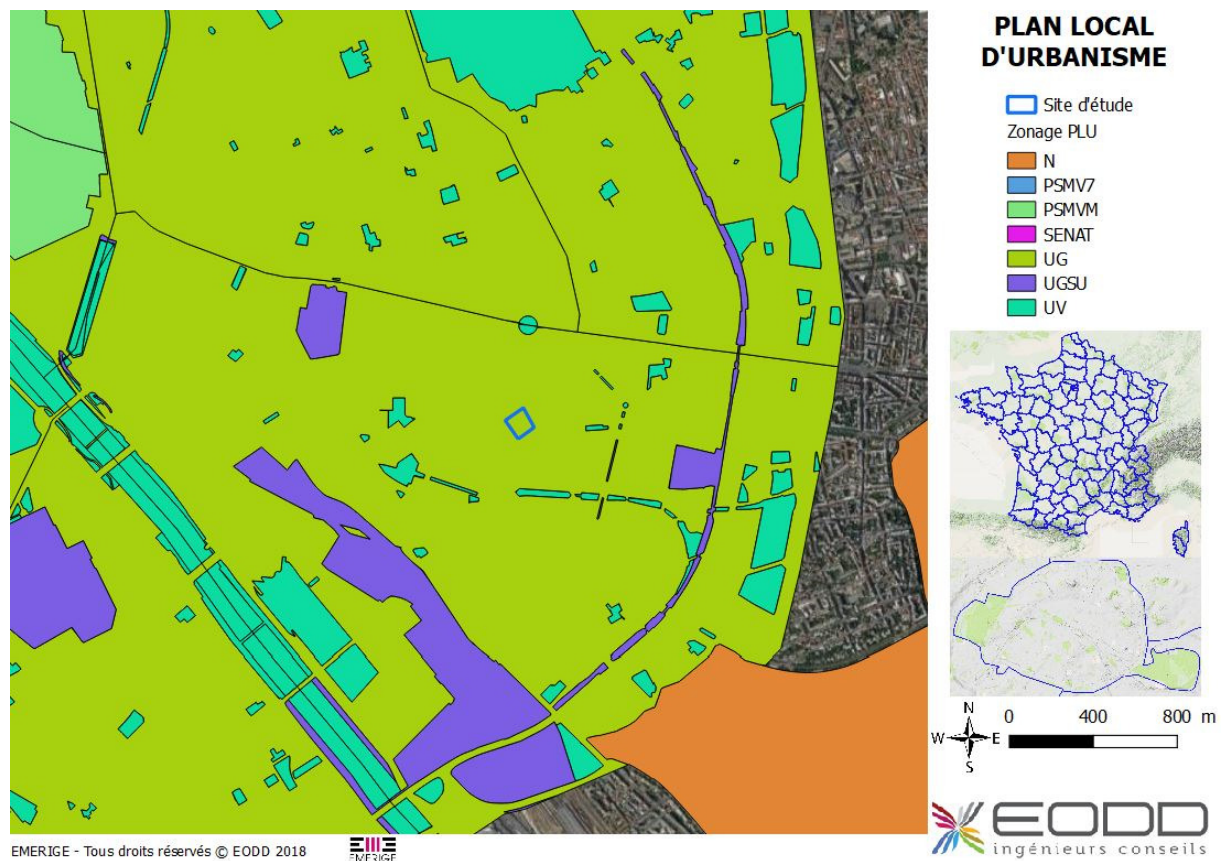 PLAN LOCAL
D'URBANISME
Site d'étude
Zonage PLU
N
PSMV7
PSMVM
SENAT
UG
UGSU
UV
N
W E
S
0 400 800 m
EODD
ingénieurs conseils
EMERIGE - Tous droits réservés © EODD 2018
EMERIGE